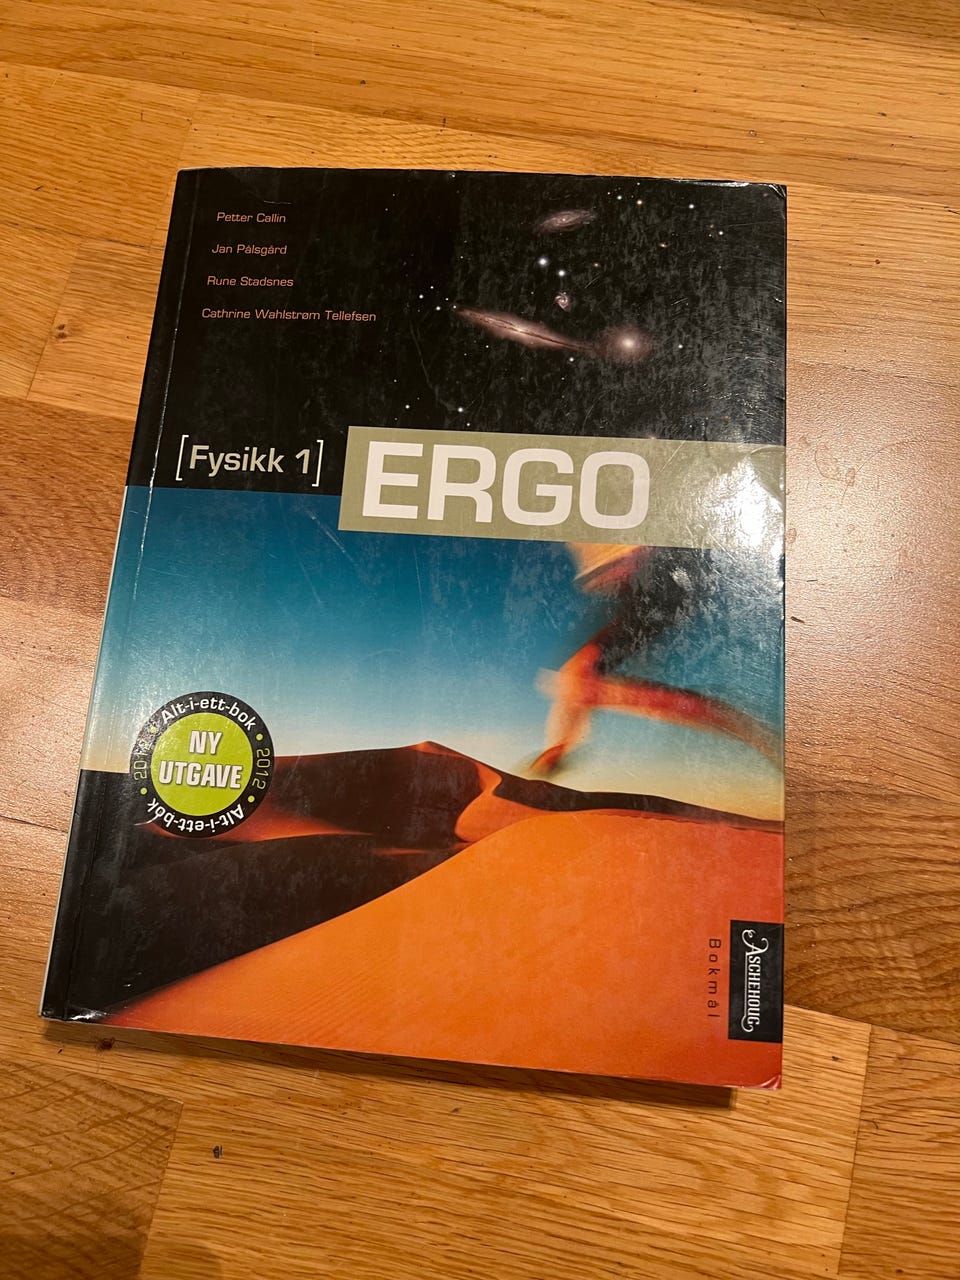 Petter Callin
Jan Pålsgård
Rune Stadsnes
Cathrine Wahlstrøm Tellefsen
[Fysikk 1]
ERGO
Alt-i-ett-bok
NY
UTGAVE
2012
2012
Alt-i-ett-bok
Bokmål
ASCHEHOUG